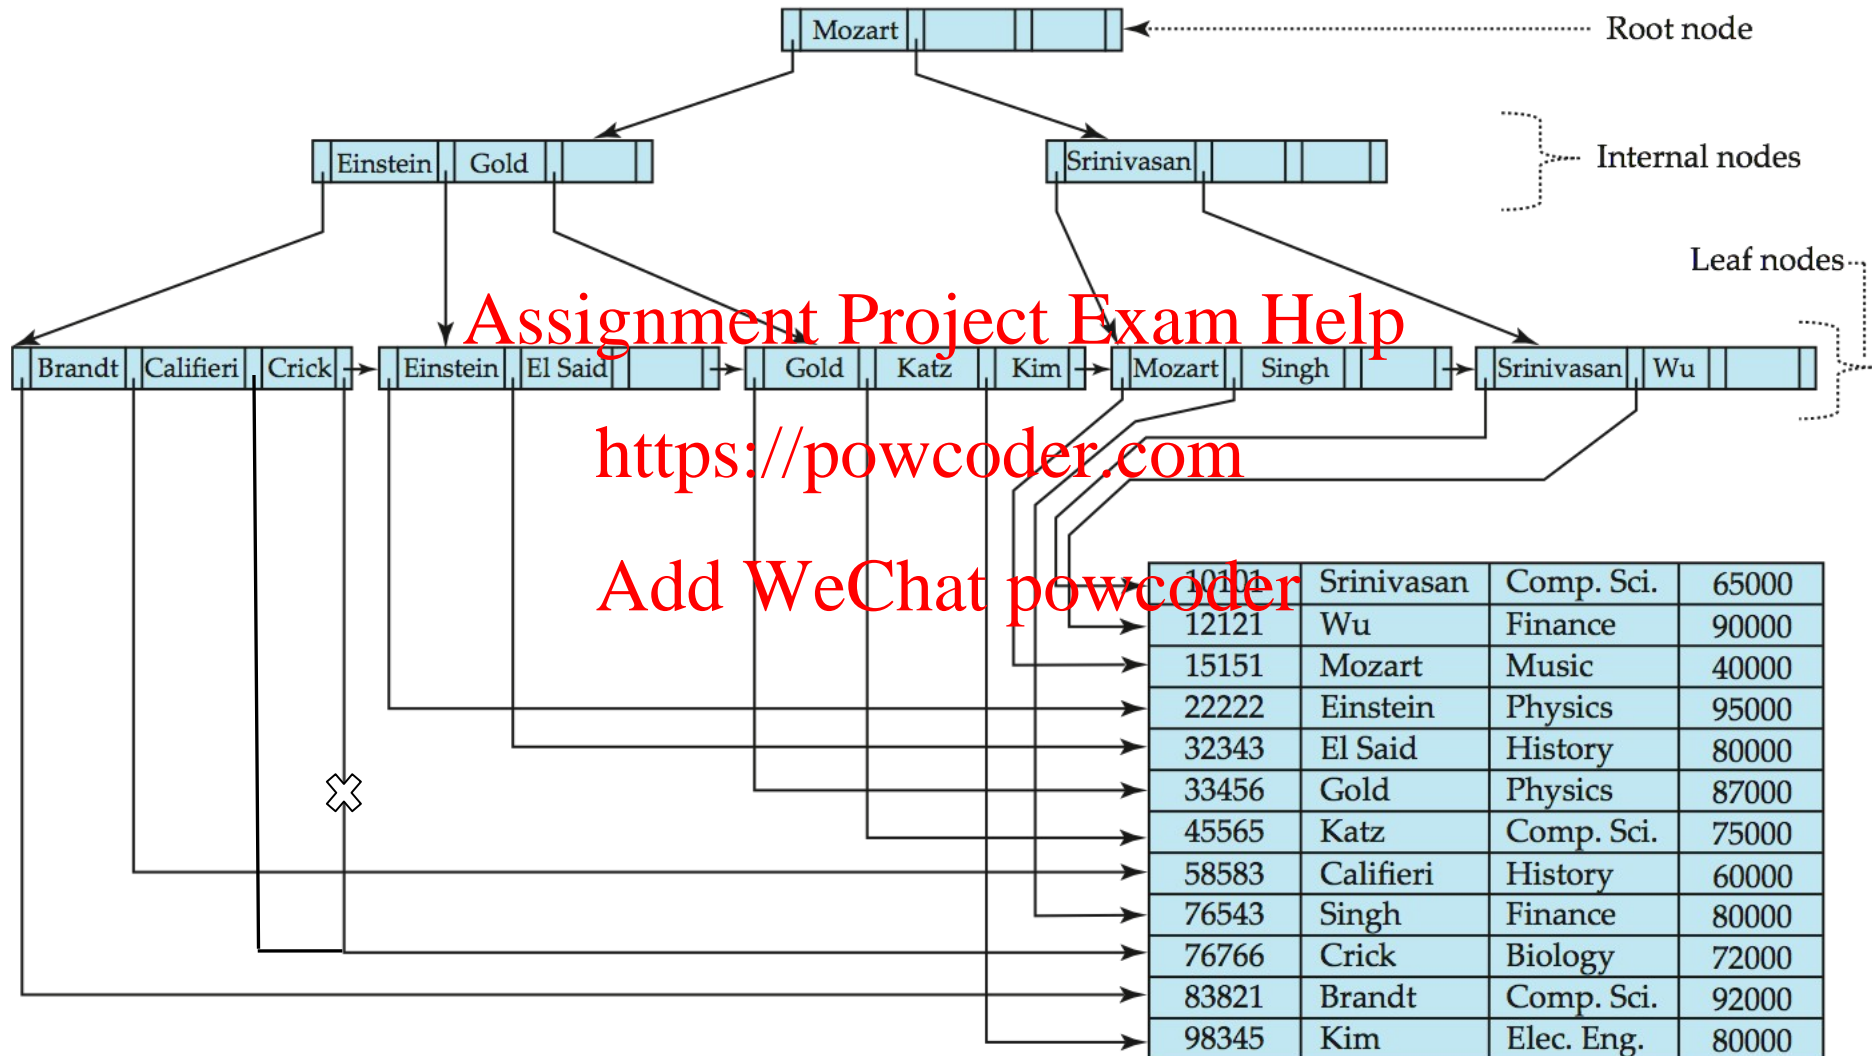 Mozart
Root node
Einstein Gold
Srinivasan
Internal nodes
Leaf nodes
Assignment Project Exam Help
Brandt Califieri Crick
Einstein El Said
Gold Katz Kim
Mozart Singh
Srinivasan Wu
https://powcoder.com
Add WeChat powcoder
10101 Srinivasan Comp. Sci. 65000
12121 Wu Finance 90000
15151 Mozart Music 40000
22222 Einstein Physics 95000
32343 El Said History 80000
33456 Gold Physics 87000
45565 Katz Comp. Sci. 75000
58583 Califieri History 60000
76543 Singh Finance 80000
76766 Crick Biology 72000
83821 Brandt Comp. Sci. 92000
98345 Kim Elec. Eng. 80000